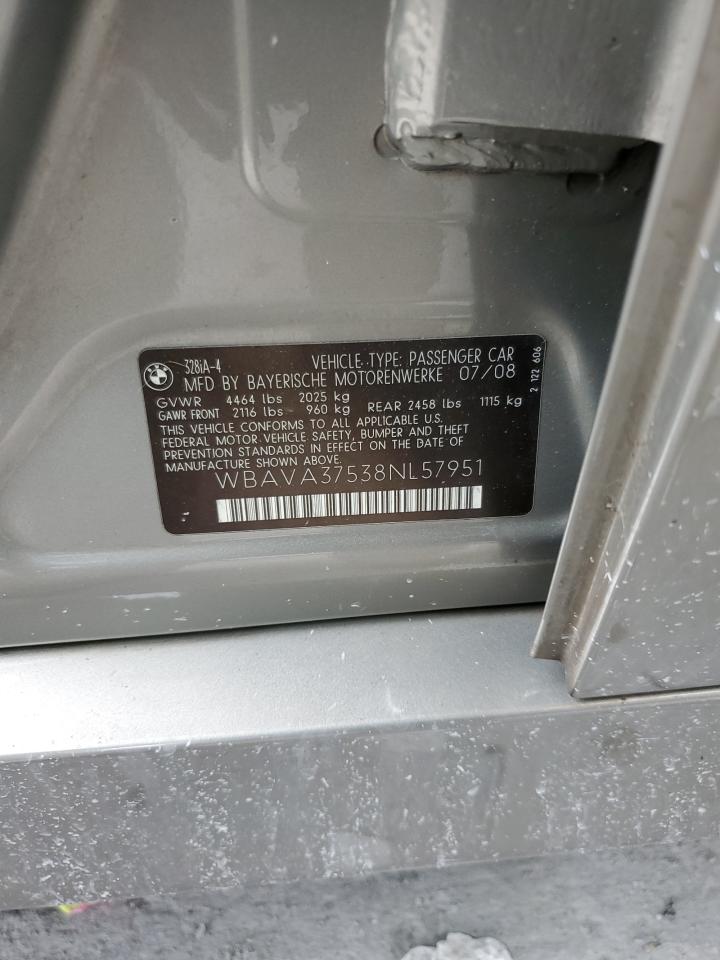 328iA-4 VEHICLE TYPE: PASSENGER CAR
MFD BY BAYERISCHE MOTORENWERKE 07/08
GVWR 4464 lbs 2025 kg
GAWR FRONT 2116 lbs 960 kg REAR 2458 lbs 1115 kg
THIS VEHICLE CONFORMS TO ALL APPLICABLE U.S.
FEDERAL MOTOR VEHICLE SAFETY, BUMPER AND THEFT
PREVENTION STANDARDS IN EFFECT ON THE DATE OF
MANUFACTURE SHOWN ABOVE.
WBAVA37538NL57951
2 122 606